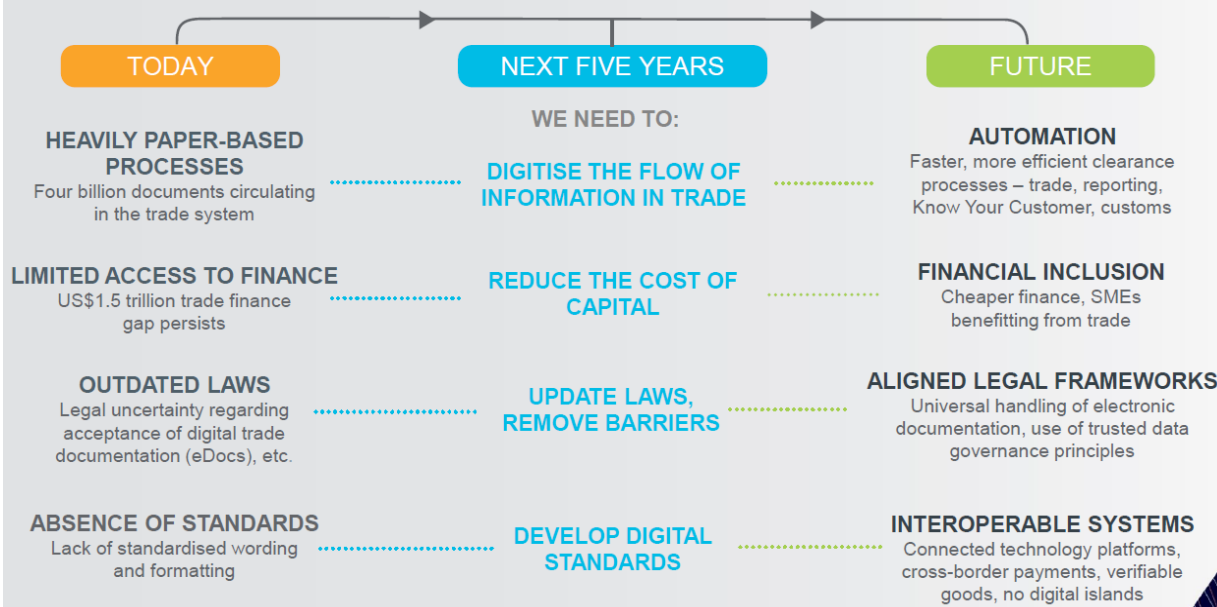 TODAY
NEXT FIVE YEARS
FUTURE
WE NEED TO:
HEAVILY PAPER-BASED
PROCESSES
Four billion documents circulating
in the trade system
DIGITISE THE FLOW OF
INFORMATION IN TRADE
AUTOMATION
Faster, more efficient clearance
processes – trade, reporting,
Know Your Customer, customs
LIMITED ACCESS TO FINANCE
US$1.5 trillion trade finance
gap persists
REDUCE THE COST OF
CAPITAL
FINANCIAL INCLUSION
Cheaper finance, SMEs
benefitting from trade
OUTDATED LAWS
Legal uncertainty regarding
acceptance of digital trade
documentation (eDocs), etc.
UPDATE LAWS,
REMOVE BARRIERS
ALIGNED LEGAL FRAMEWORKS
Universal handling of electronic
documentation, use of trusted data
governance principles
ABSENCE OF STANDARDS
Lack of standardised wording
and formatting
DEVELOP DIGITAL
STANDARDS
INTEROPERABLE SYSTEMS
Connected technology platforms,
cross-border payments, verifiable
goods, no digital islands